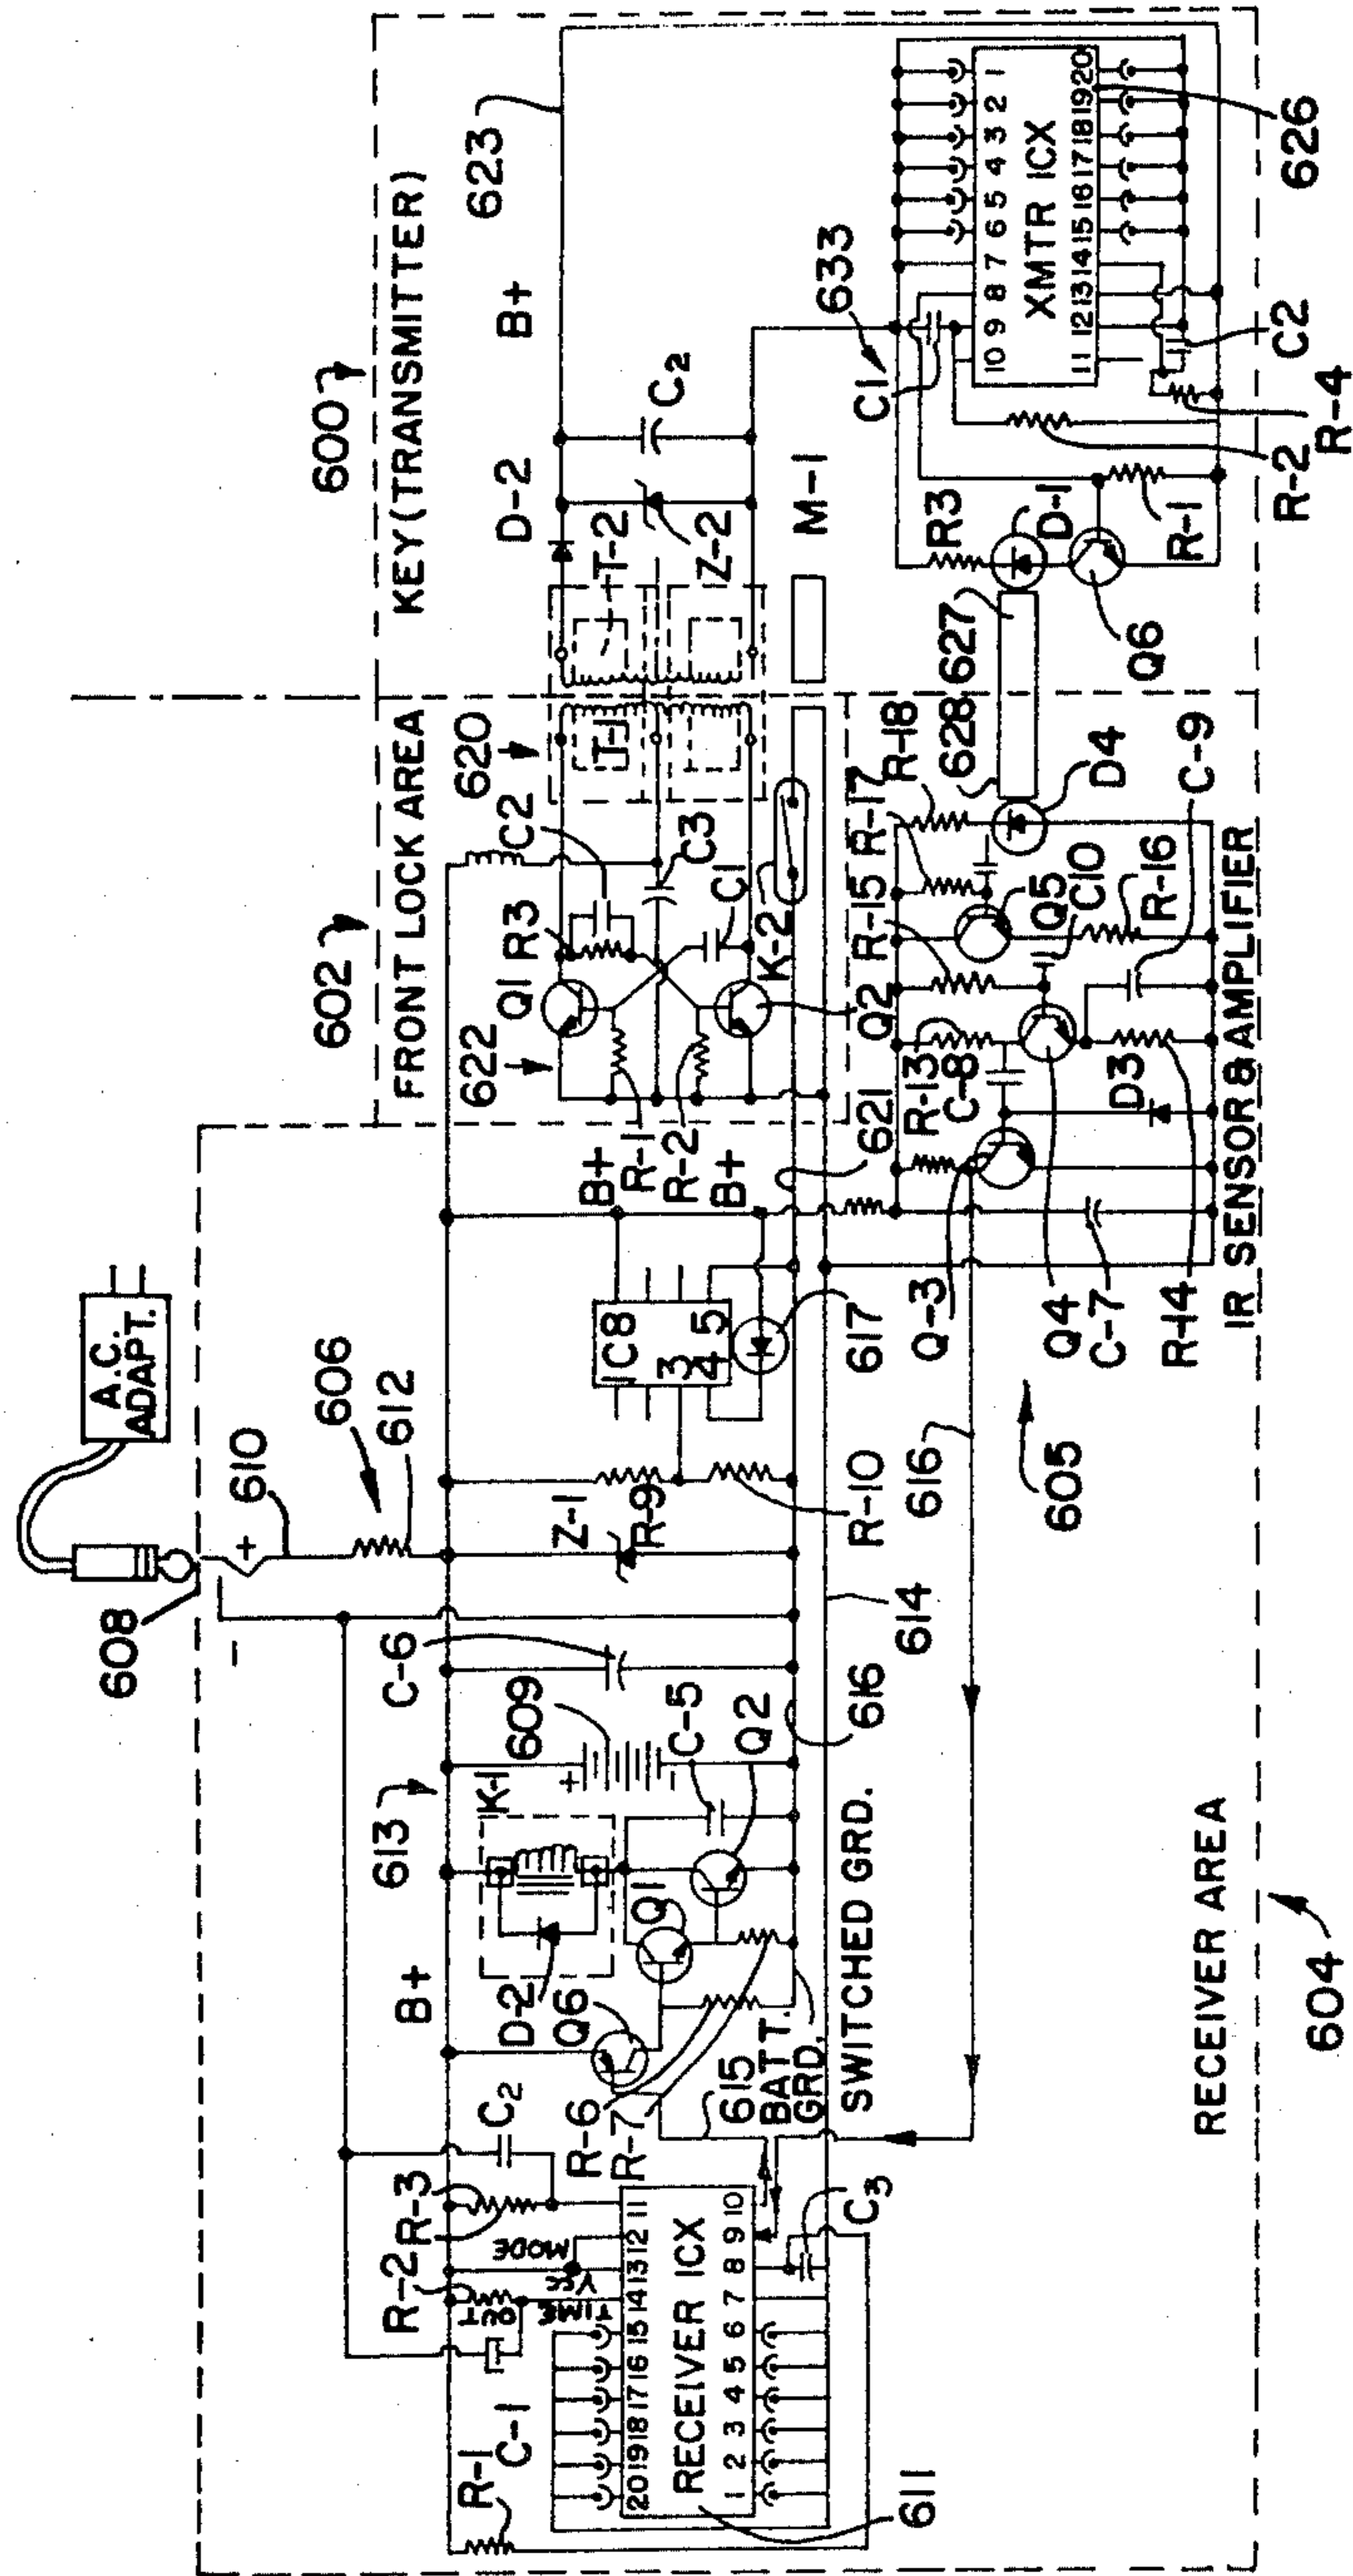 600
KEY (TRANSMITTER)
623
B+
D-2
C2
T-2
Z-2
M-1
633
C1
10 9 8 7 6 5 4 3 2 1
XMTR ICX
11 12 13 14 15 16 17 18 19 20
626
C2
R-4
R-2
R-1
R3
D-1
Q6
627
628
602
FRONT LOCK AREA
620
T-1
C2
R3
C3
C1
Q1
622
K-2
Q2
R-1
R-2
621
R-18
R-17
R-15
D4
C-9
Q5
C10
R-16
R-13
C-8
D3
Q-3
Q4
C-7
R-14
IR SENSOR & AMPLIFIER
605
A.C.
ADAPT.
606
612
610
608
+
-
B+
B+
1 IC8
3
4 5
617
Z-1
R-9
R-10
616
614
C-6
609
+
-
613
K-1
C-5
Q2
616
B+
D-2
Q1
Q6
R-6
R-7
615
BATT.
GRD.
SWITCHED GRD.
C2
R-3
R-2
MODE
VCC
TIME
OUT
C-1
R-1
20 19 18 17 16 15 14 13 12 11
RECEIVER ICX
1 2 3 4 5 6 7 8 9 10
C3
611
RECEIVER AREA
604